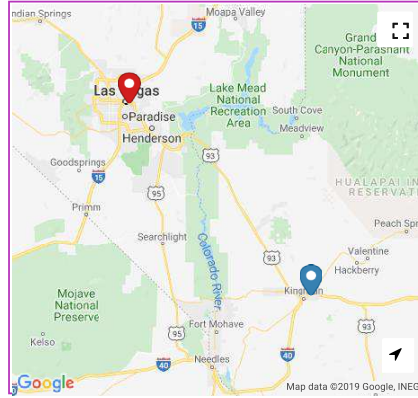 Indian Springs
Moapa Valley
15
Grand
Canyon-Parashant
National
Monument
Las Vegas
Paradise
Henderson
Lake Mead
National
Recreation
Area
South Cove
Meadview
93
Goodsprings
15
HUALAPAI IN
RESERVAT
95
Primm
Peach Spr
Searchlight
Colorado River
93
Valentine
Hackberry
Kingman
Mojave
National
Preserve
Fort Mohave
Kelso
95
40
Needles
40
Google
Map data ©2019 Google, INEG